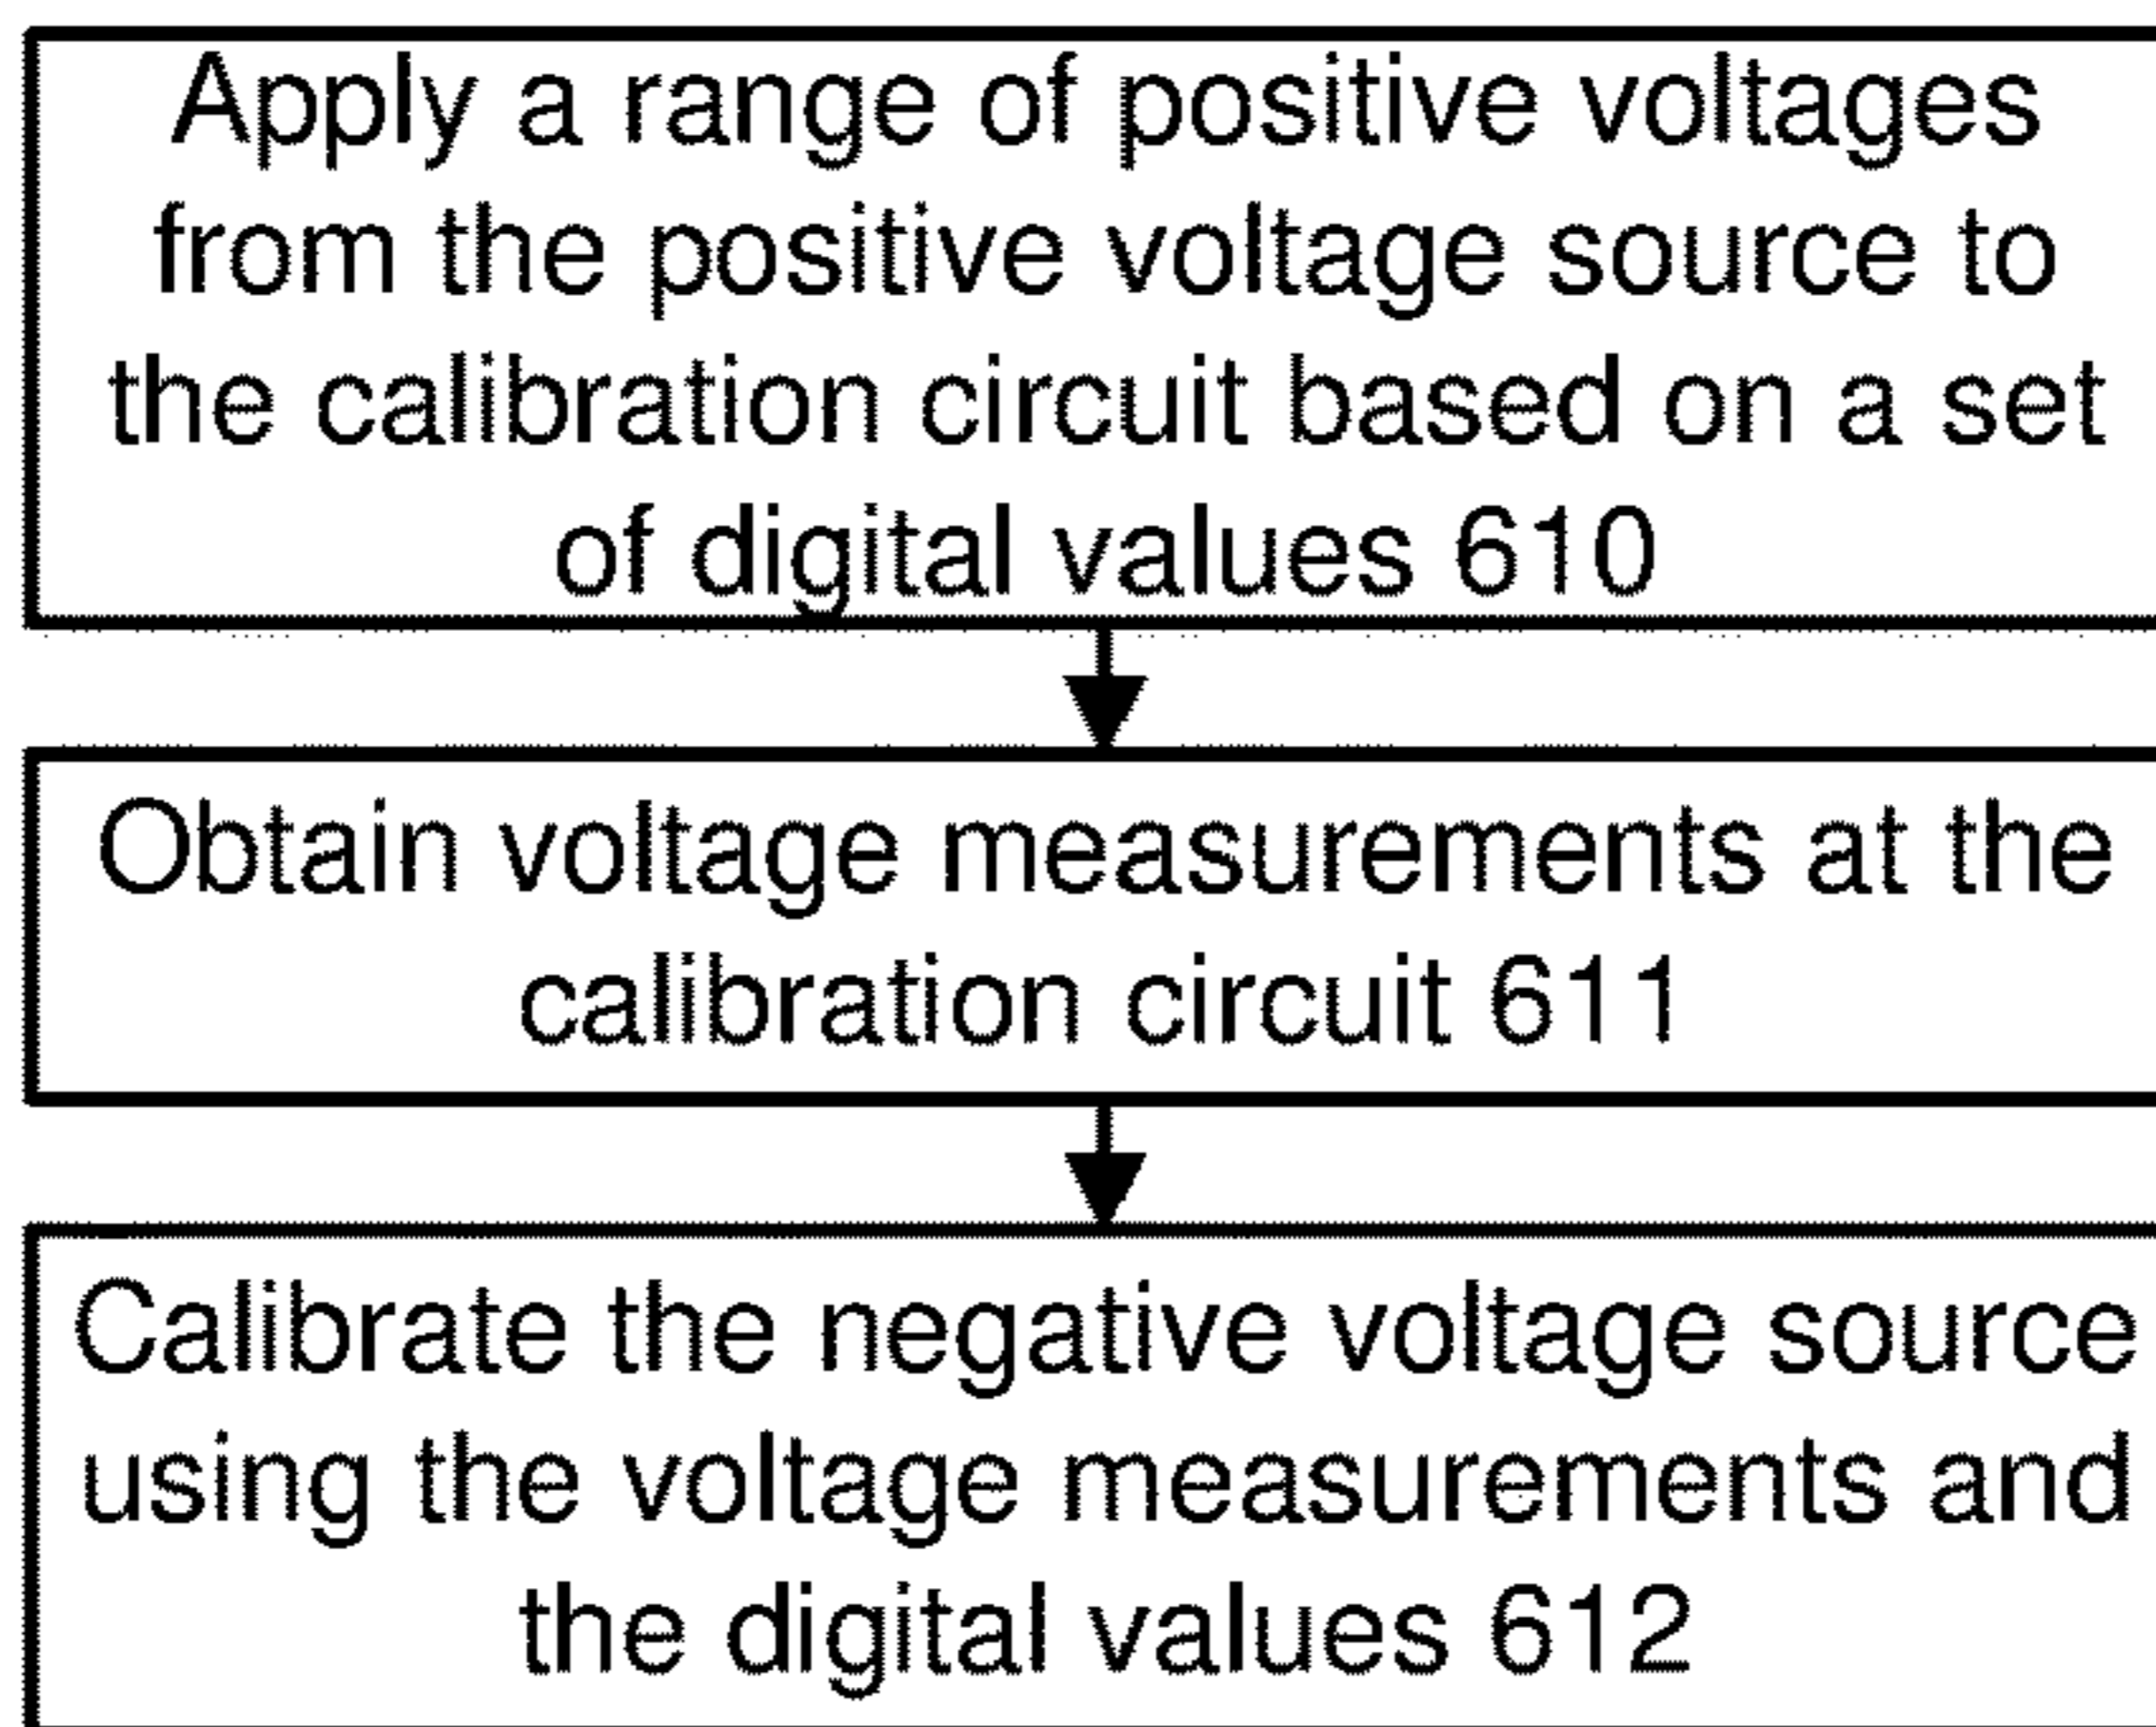 Apply a range of positive voltages
from the positive voltage source to
the calibration circuit based on a set
of digital values 610
Obtain voltage measurements at the
calibration circuit 611
Calibrate the negative voltage source
using the voltage measurements and
the digital values 612